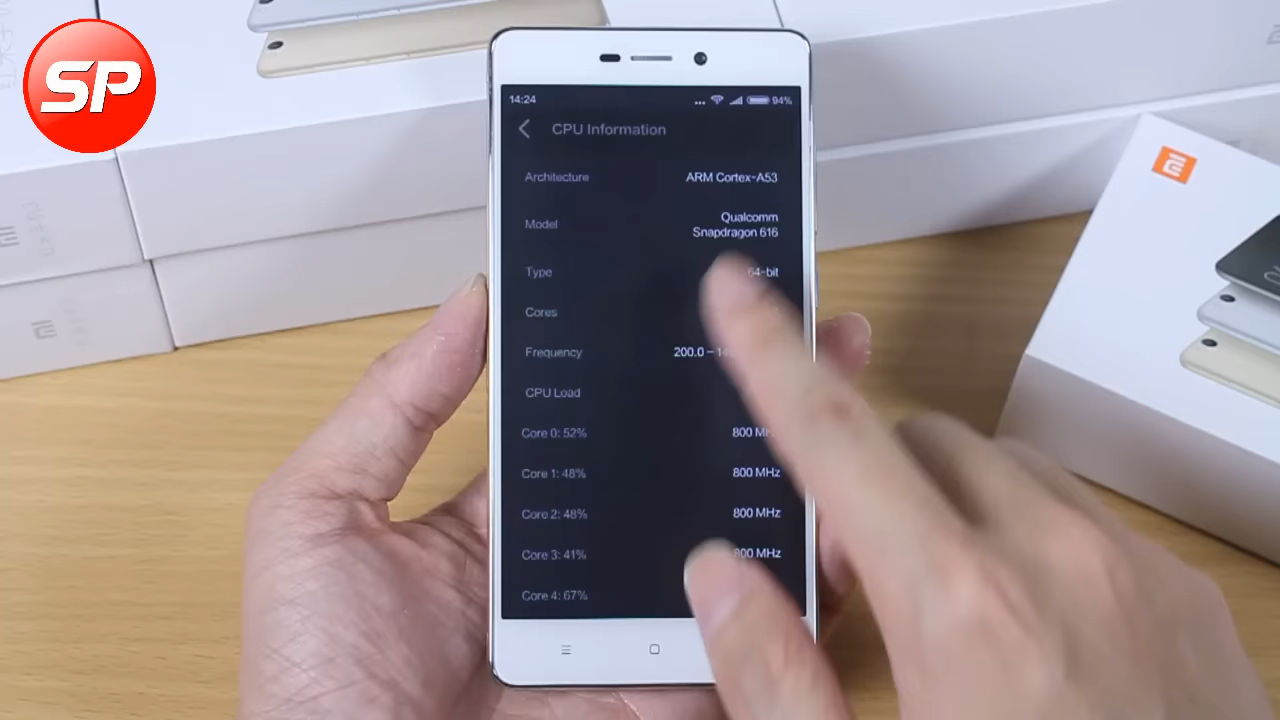 SP
14:24
94%
CPU Information
Architecture ARM Cortex-A53
Model Qualcomm
Snapdragon 616
Type 64-bit
Cores
Frequency 200.0 –
CPU Load
Core 0: 52% 800
Core 1: 48% 800 MHz
Core 2: 48% 800 MHz
Core 3: 41% 800 MHz
Core 4: 67%